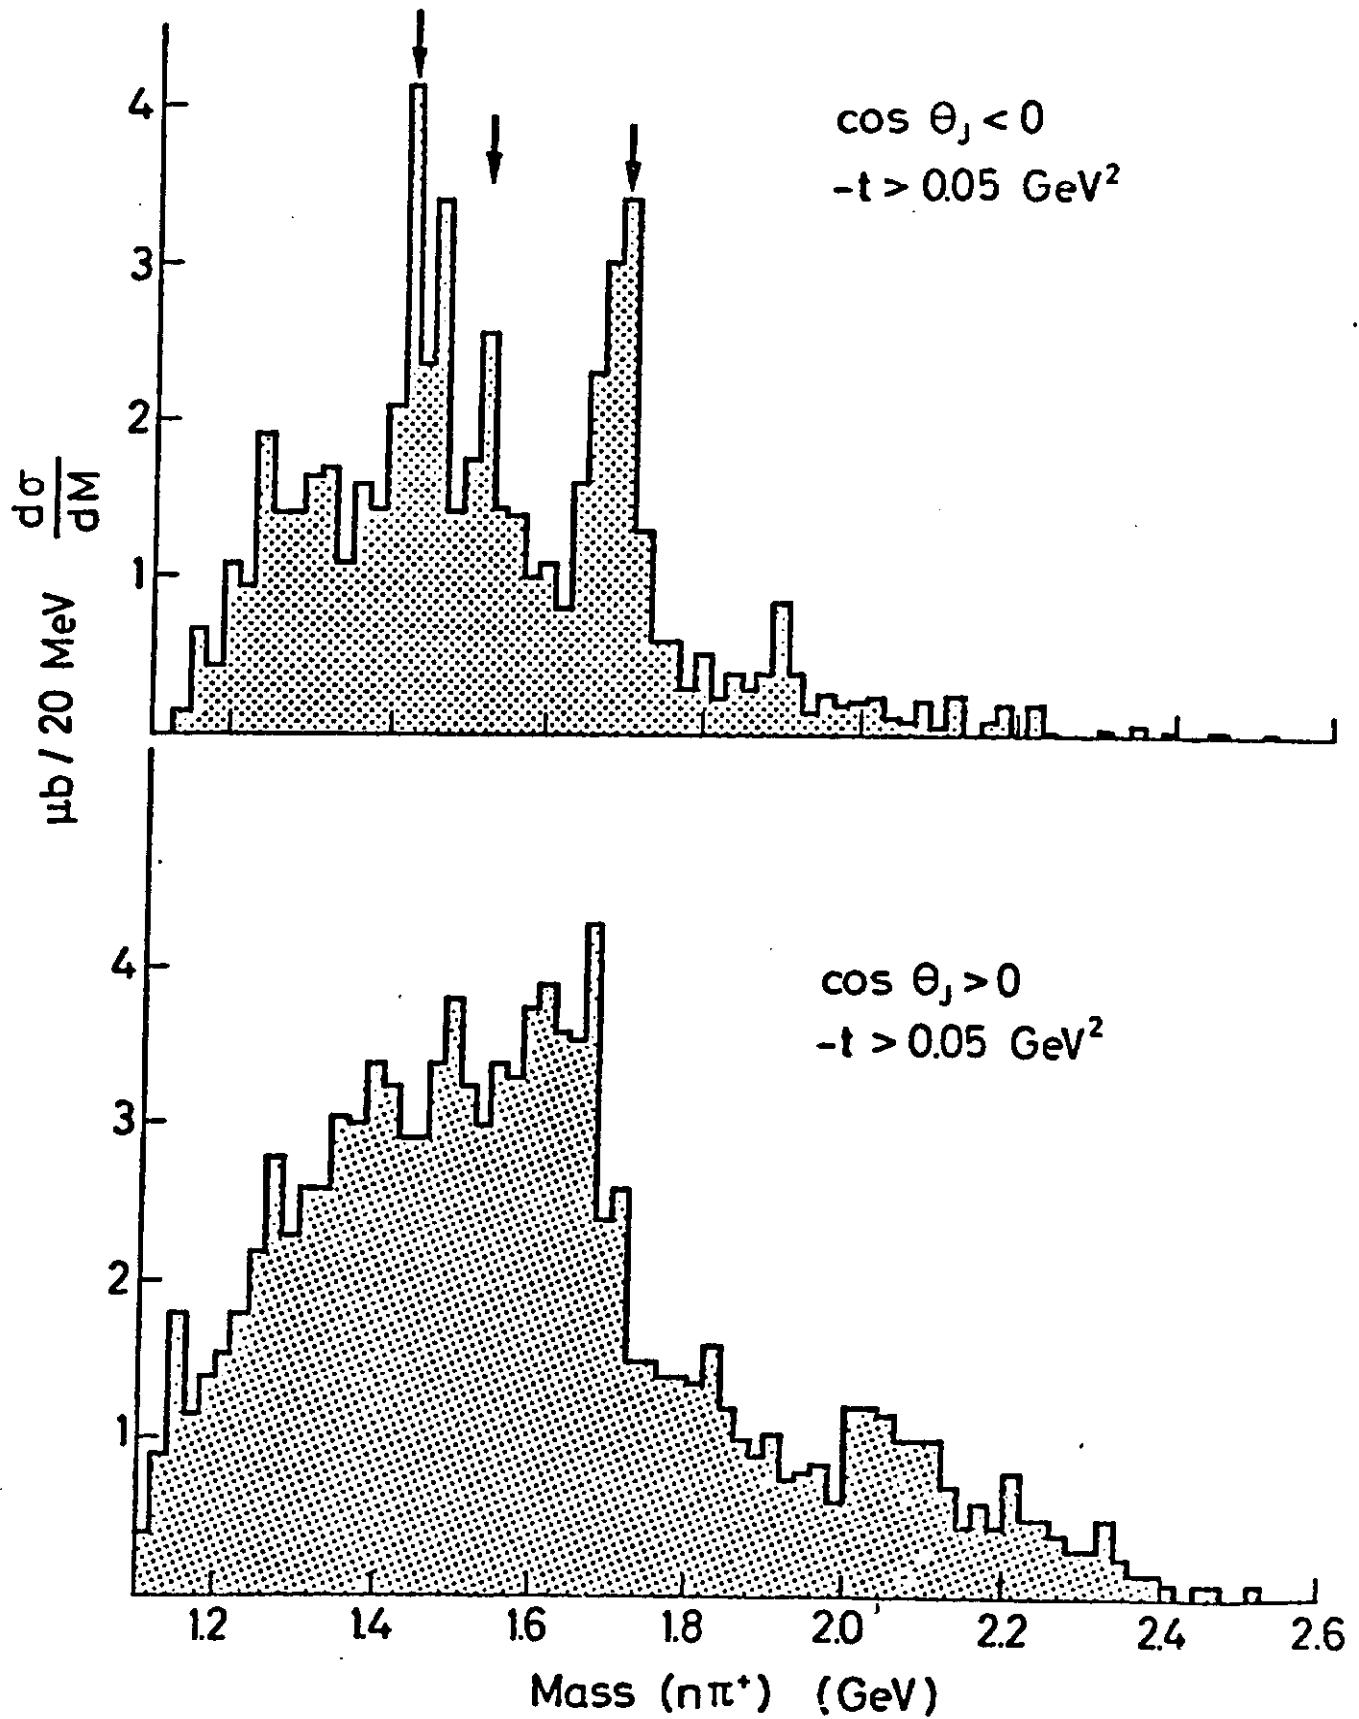 4
3
2
1
cos θJ < 0
-t > 0.05 GeV²
μb / 20 MeV dσ/dM
4
3
2
1
cos θJ > 0
-t > 0.05 GeV²
1.2 1.4 1.6 1.8 2.0 2.2 2.4 2.6
Mass (nπ⁺) (GeV)